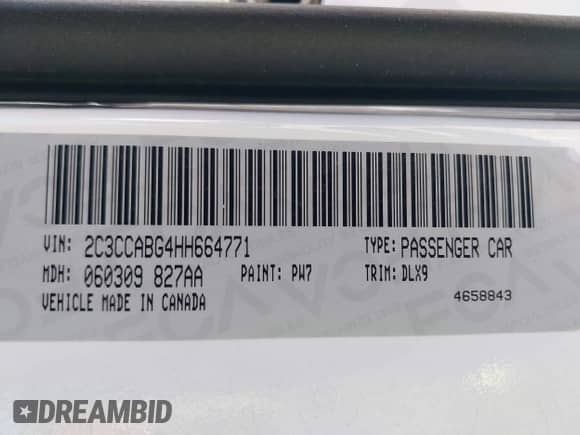 VIN: 2C3CCABG4HH664771 TYPE: PASSENGER CAR
MDH: 060309 827AA PAINT: PW7 TRIM: DLX9
VEHICLE MADE IN CANADA 4658843
DREAMBID